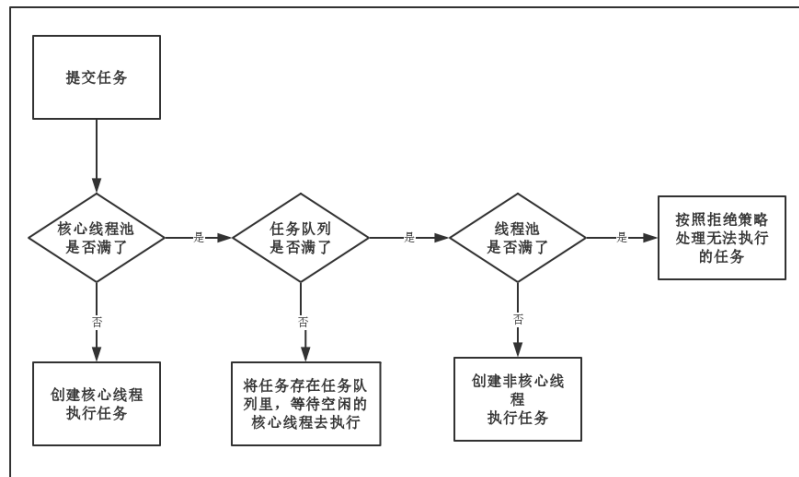 提交任务
核心线程池
是否满了
是
任务队列
是否满了
是
线程池
是否满了
是
按照拒绝策略
处理无法执行
的任务
否
否
否
创建核心线程
执行任务
将任务存在任务队
列里，等待空闲的
核心线程去执行
创建非核心线
程
执行任务